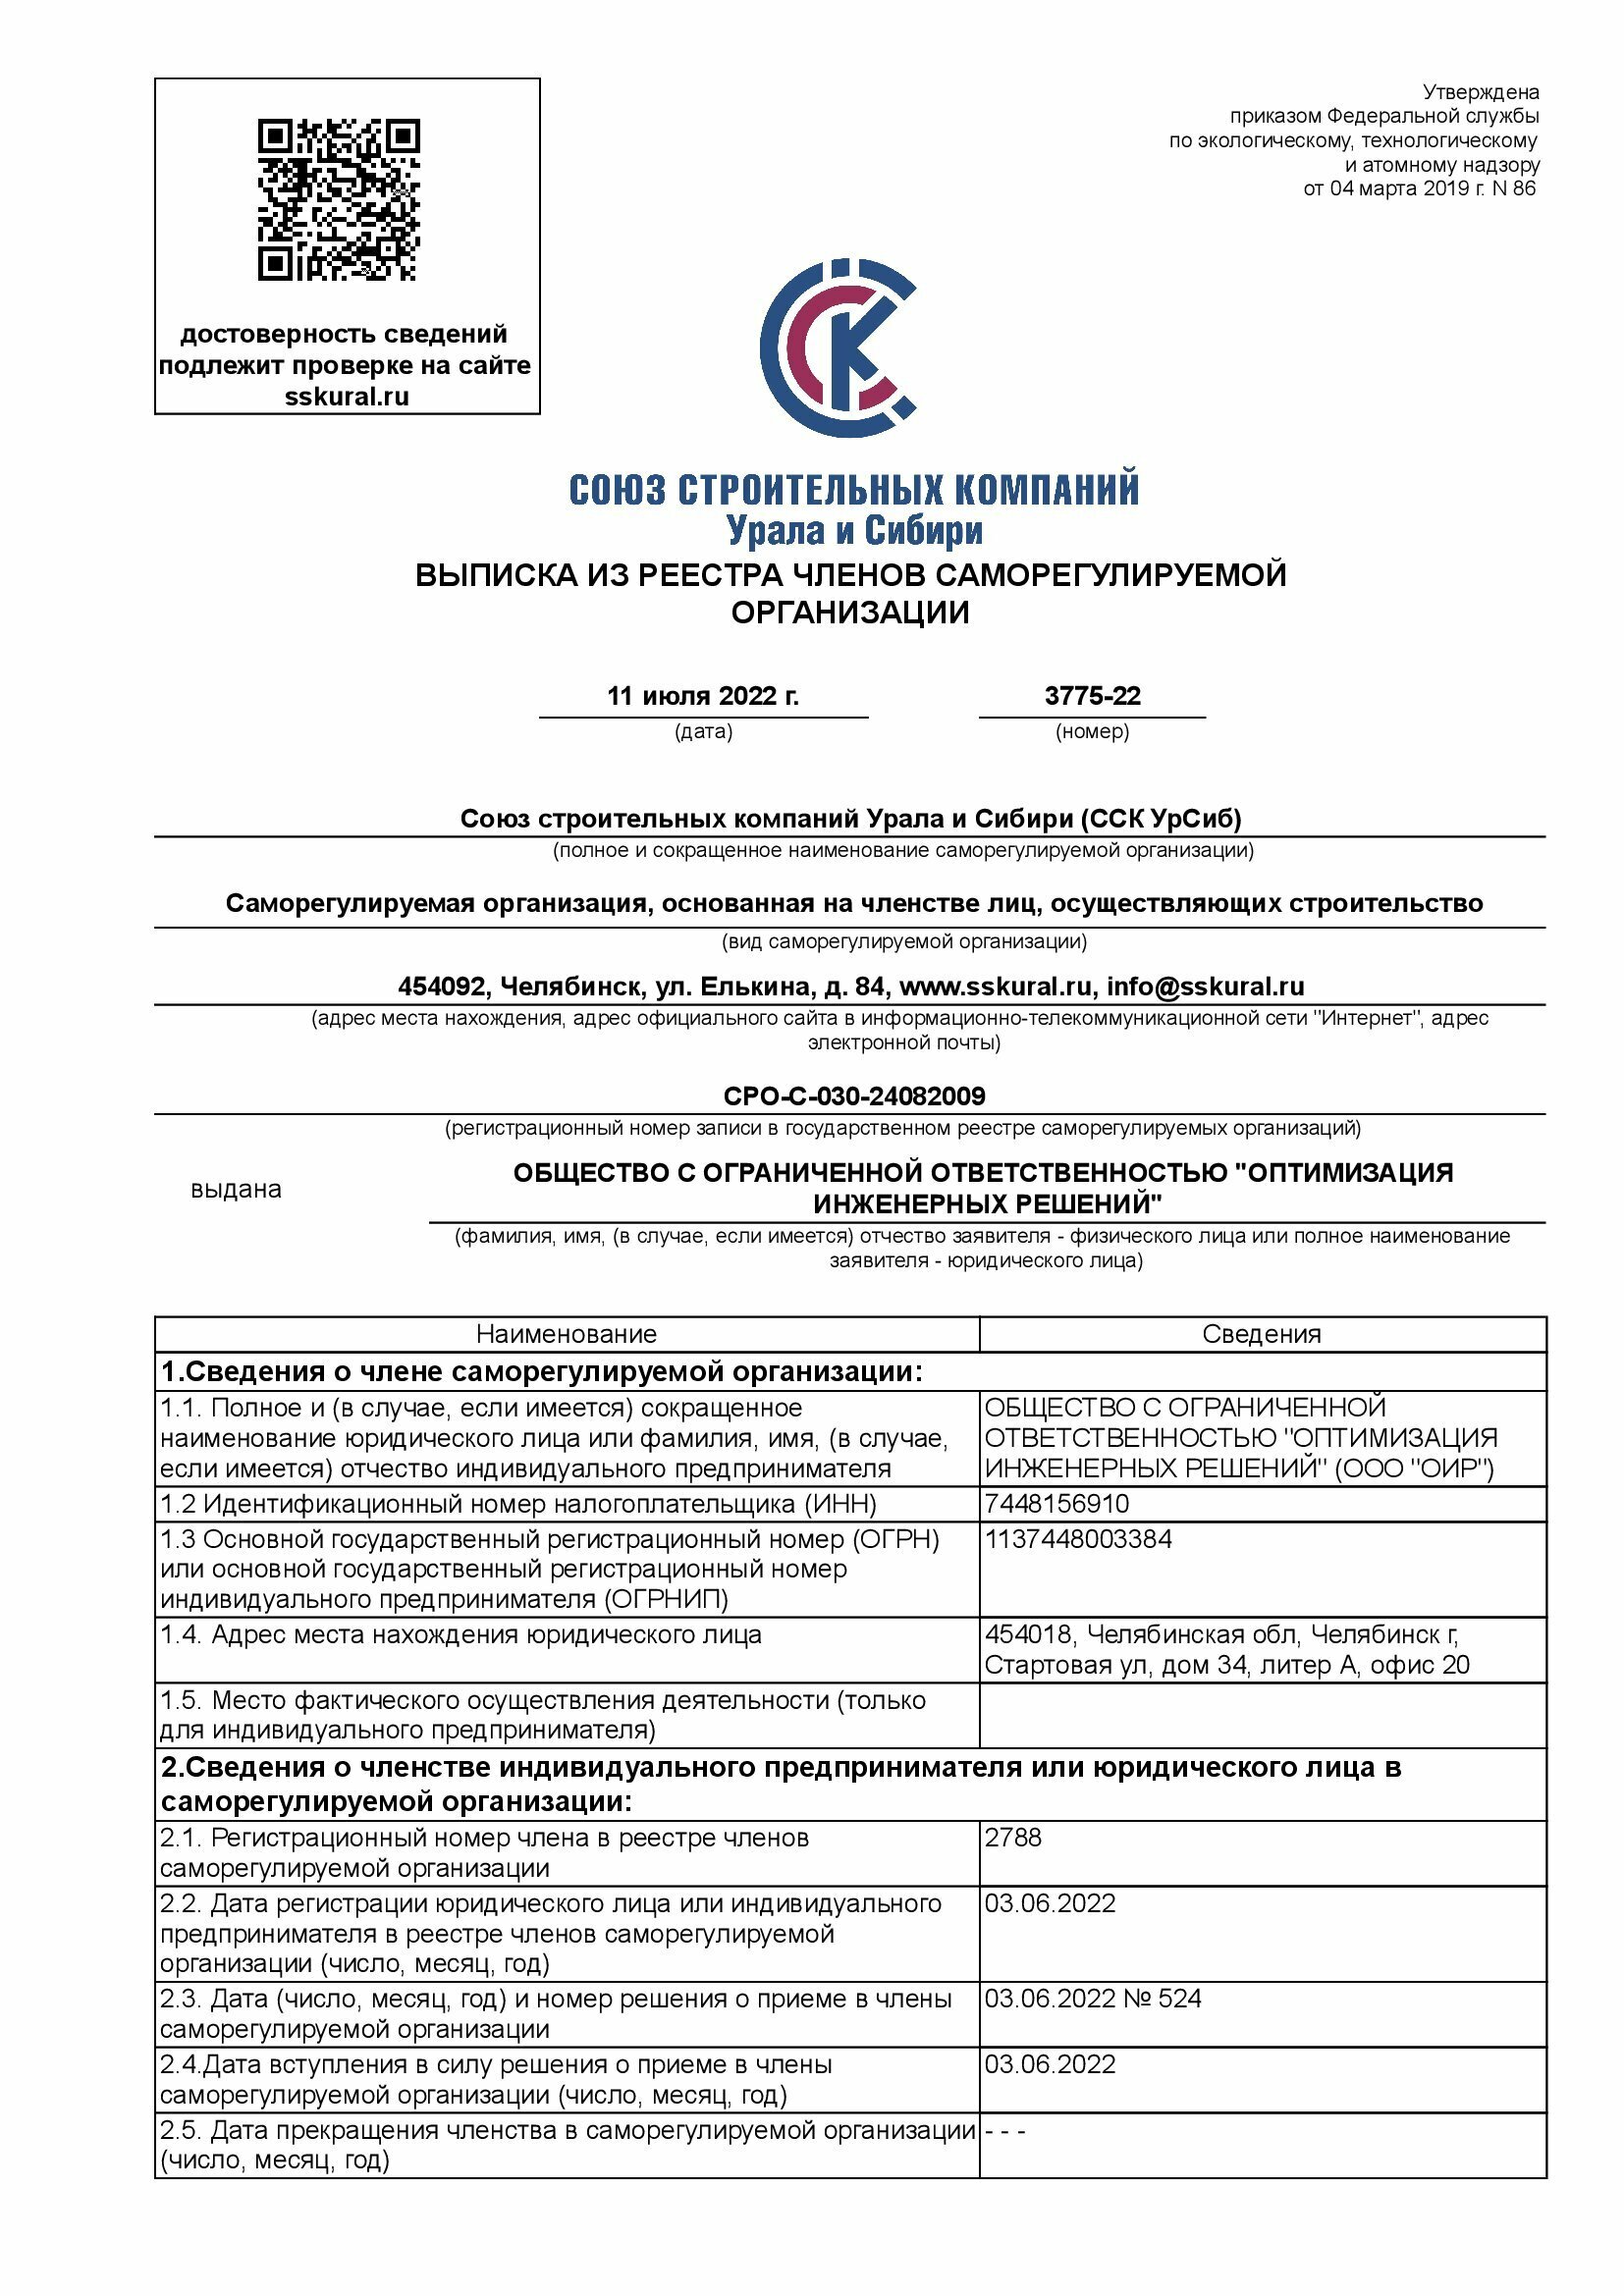 Утверждена
приказом Федеральной службы
по экологическому, технологическому
и атомному надзору
от 04 марта 2019 г. N 86
достоверность сведений
подлежит проверке на сайте
sskural.ru
СОЮЗ СТРОИТЕЛЬНЫХ КОМПАНИЙ
Урала и Сибири
ВЫПИСКА ИЗ РЕЕСТРА ЧЛЕНОВ САМОРЕГУЛИРУЕМОЙ
ОРГАНИЗАЦИИ
11 июля 2022 г. 3775-22
(дата) (номер)
Союз строительных компаний Урала и Сибири (ССК УрСиб)
(полное и сокращенное наименование саморегулируемой организации)
Саморегулируемая организация, основанная на членстве лиц, осуществляющих строительство
(вид саморегулируемой организации)
454092, Челябинск, ул. Елькина, д. 84, www.sskural.ru, info@sskural.ru
(адрес места нахождения, адрес официального сайта в информационно-телекоммуникационной сети "Интернет", адрес
электронной почты)
СРО-С-030-24082009
(регистрационный номер записи в государственном реестре саморегулируемых организаций)
выдана
ОБЩЕСТВО С ОГРАНИЧЕННОЙ ОТВЕТСТВЕННОСТЬЮ "ОПТИМИЗАЦИЯ
ИНЖЕНЕРНЫХ РЕШЕНИЙ"
(фамилия, имя, (в случае, если имеется) отчество заявителя - физического лица или полное наименование
заявителя - юридического лица)
Наименование Сведения
1.Сведения о члене саморегулируемой организации:
1.1. Полное и (в случае, если имеется) сокращенное
наименование юридического лица или фамилия, имя, (в случае,
если имеется) отчество индивидуального предпринимателя
ОБЩЕСТВО С ОГРАНИЧЕННОЙ
ОТВЕТСТВЕННОСТЬЮ "ОПТИМИЗАЦИЯ
ИНЖЕНЕРНЫХ РЕШЕНИЙ" (ООО "ОИР")
1.2 Идентификационный номер налогоплательщика (ИНН) 7448156910
1.3 Основной государственный регистрационный номер (ОГРН)
или основной государственный регистрационный номер
индивидуального предпринимателя (ОГРНИП)
1137448003384
1.4. Адрес места нахождения юридического лица
454018, Челябинская обл, Челябинск г,
Стартовая ул, дом 34, литер А, офис 20
1.5. Место фактического осуществления деятельности (только
для индивидуального предпринимателя)
2.Сведения о членстве индивидуального предпринимателя или юридического лица в
саморегулируемой организации:
2.1. Регистрационный номер члена в реестре членов
саморегулируемой организации
2788
2.2. Дата регистрации юридического лица или индивидуального
предпринимателя в реестре членов саморегулируемой
организации (число, месяц, год)
03.06.2022
2.3. Дата (число, месяц, год) и номер решения о приеме в члены
саморегулируемой организации
03.06.2022 № 524
2.4.Дата вступления в силу решения о приеме в члены
саморегулируемой организации (число, месяц, год)
03.06.2022
2.5. Дата прекращения членства в саморегулируемой организации
(число, месяц, год)
- - -